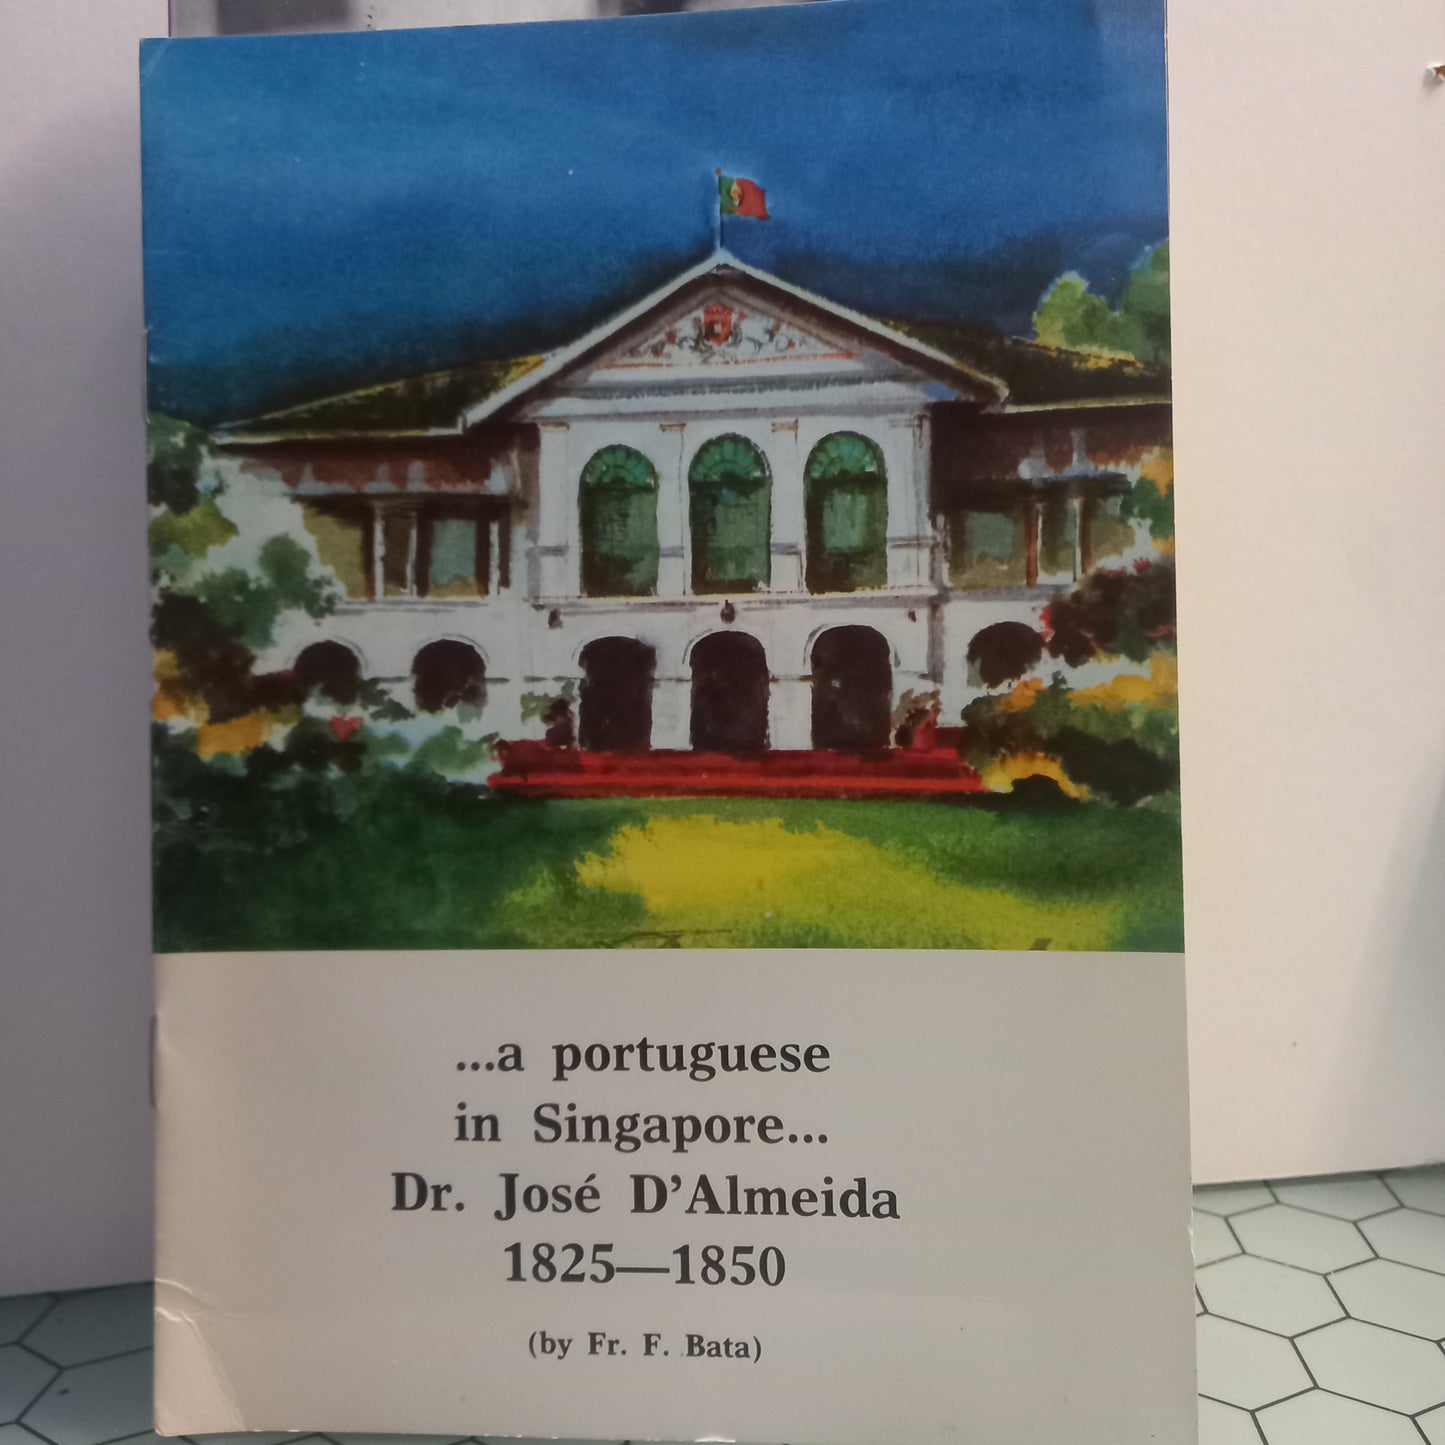 ...a portuguese
in Singapore...
Dr. José D'Almeida
1825—1850
(by Fr. F. Bata)